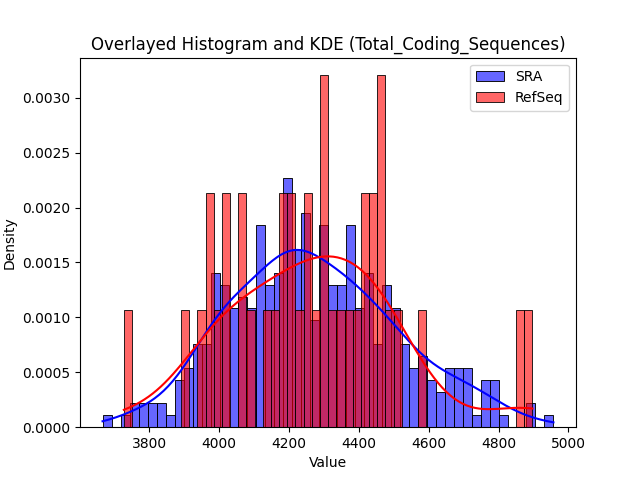 Overlayed Histogram and KDE (Total_Coding_Sequences)
SRA
RefSeq
0.0030
0.0025
0.0020
0.0015
0.0010
0.0005
0.0000
Density
3800 4000 4200 4400 4600 4800 5000
Value